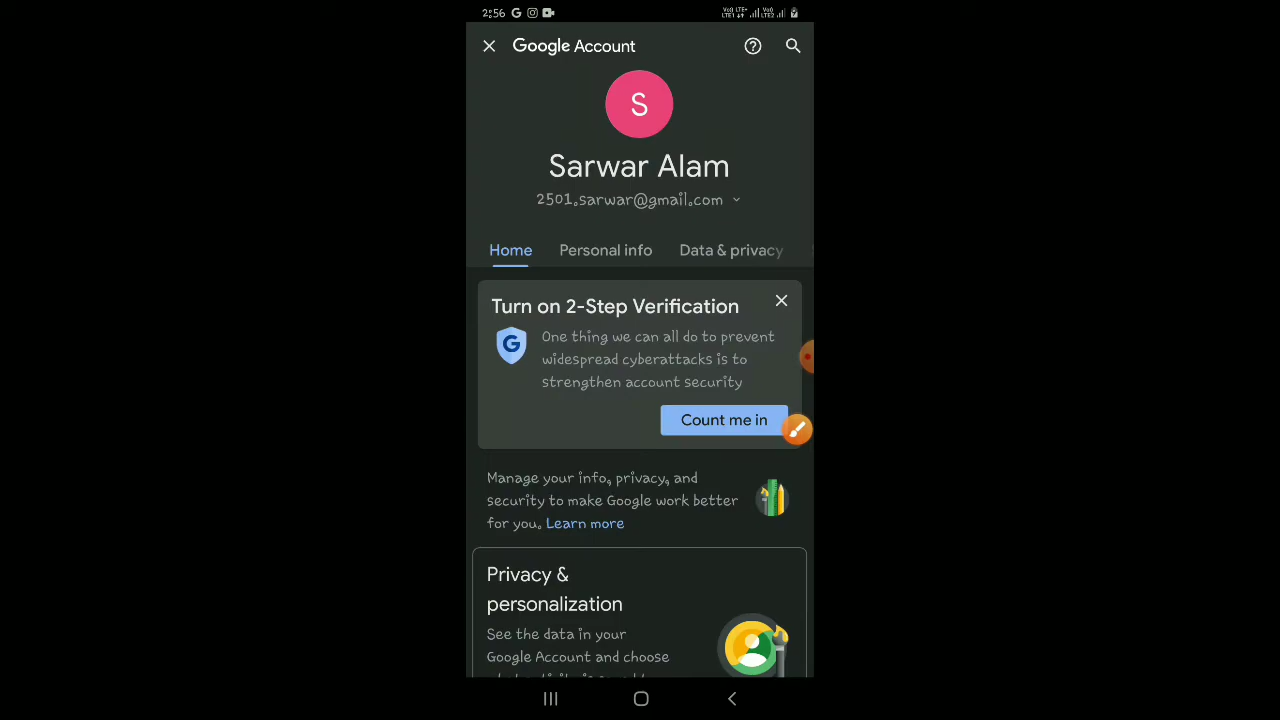 2:56
Google Account
S
Sarwar Alam
2501.sarwar@gmail.com
Home Personal info Data & privacy
Turn on 2-Step Verification
One thing we can all do to prevent
widespread cyberattacks is to
strengthen account security
Count me in
Manage your info, privacy, and
security to make Google work better
for you. Learn more
Privacy &
personalization
See the data in your
Google Account and choose